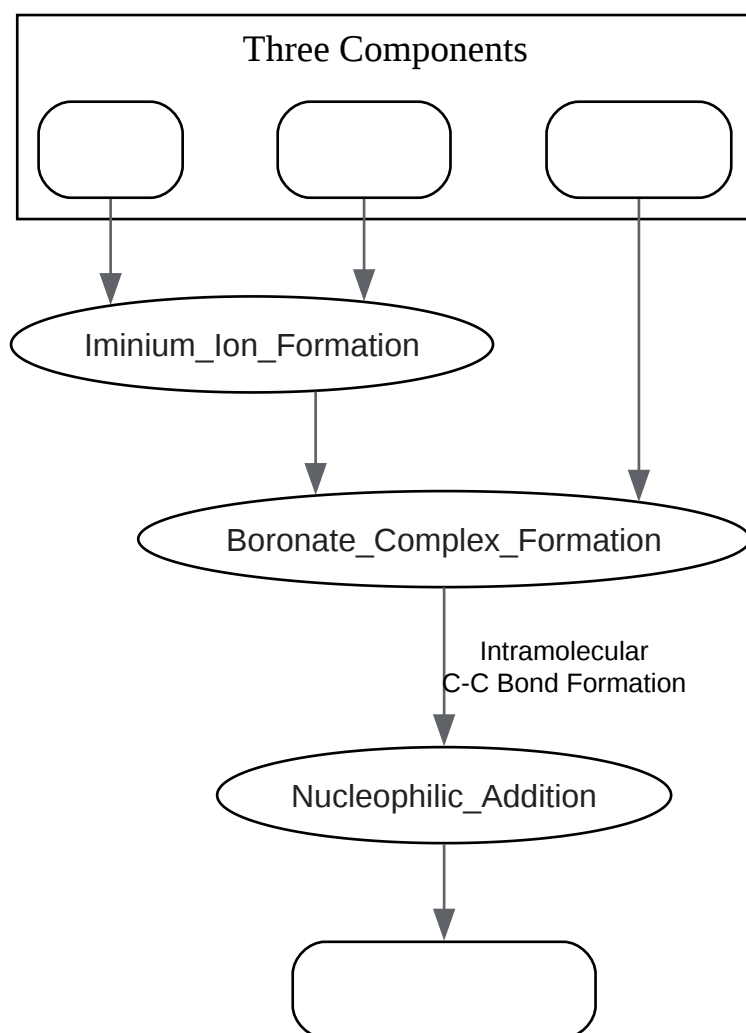 Three Components
Iminium_Ion_Formation
Boronate_Complex_Formation
Intramolecular
C-C Bond Formation
Nucleophilic_Addition